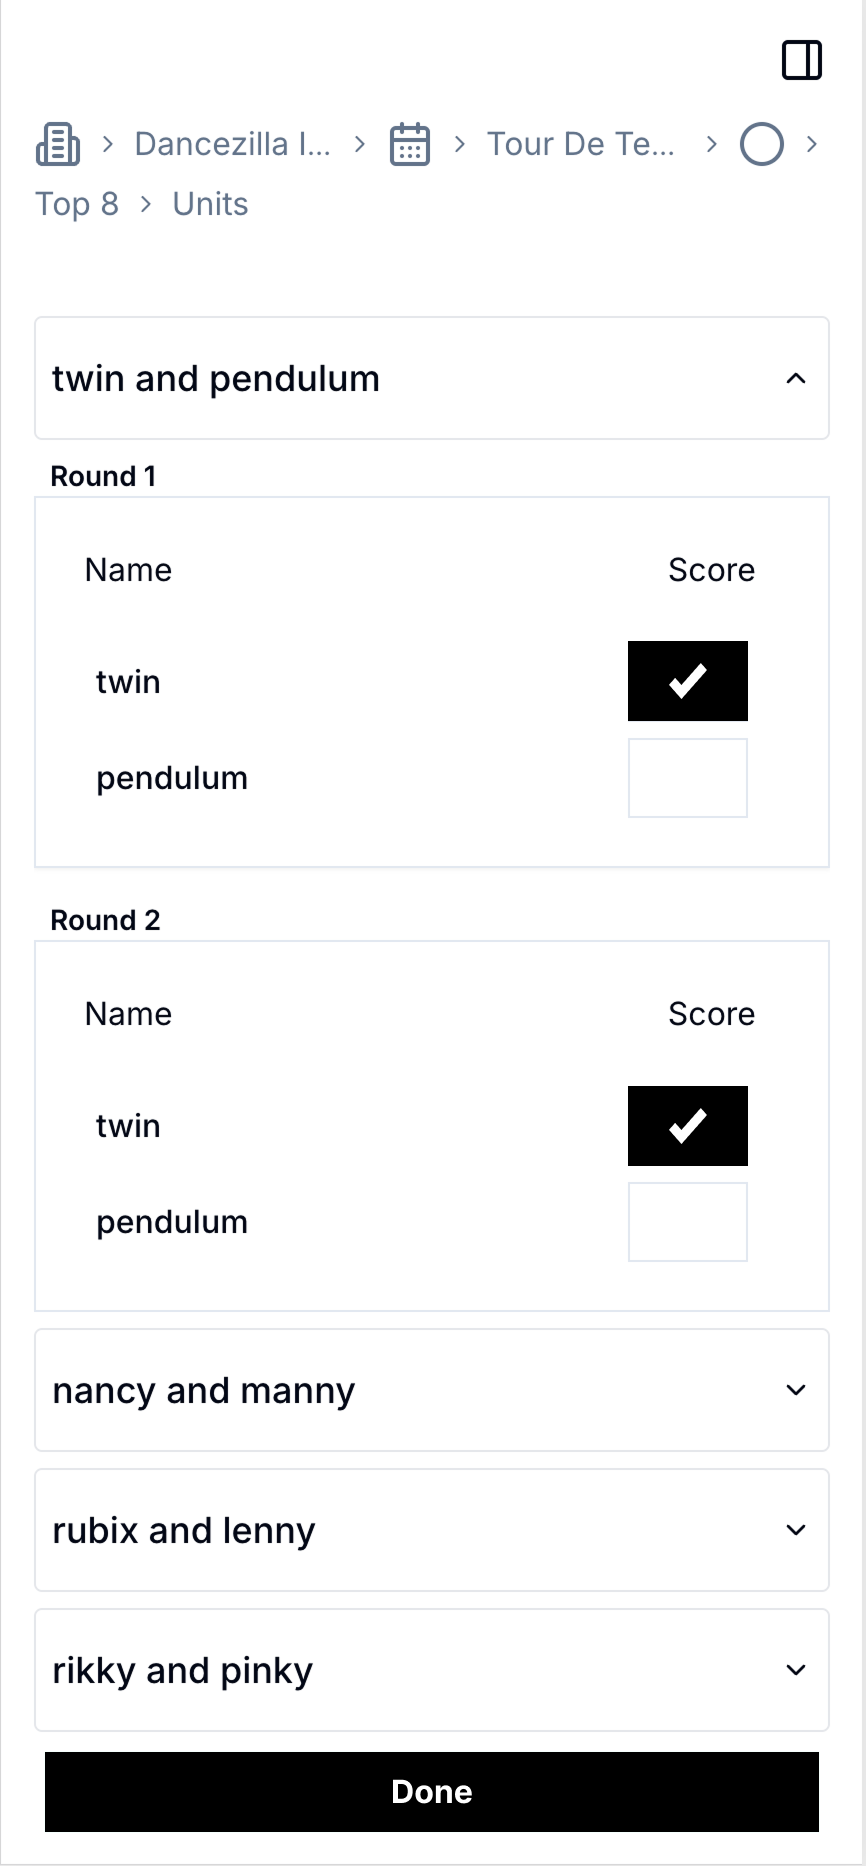 Dancezilla I... Tour De Te...
Top 8 Units
twin and pendulum
Round 1
Name Score
twin
pendulum
Round 2
Name Score
twin
pendulum
nancy and manny
rubix and lenny
rikky and pinky
Done